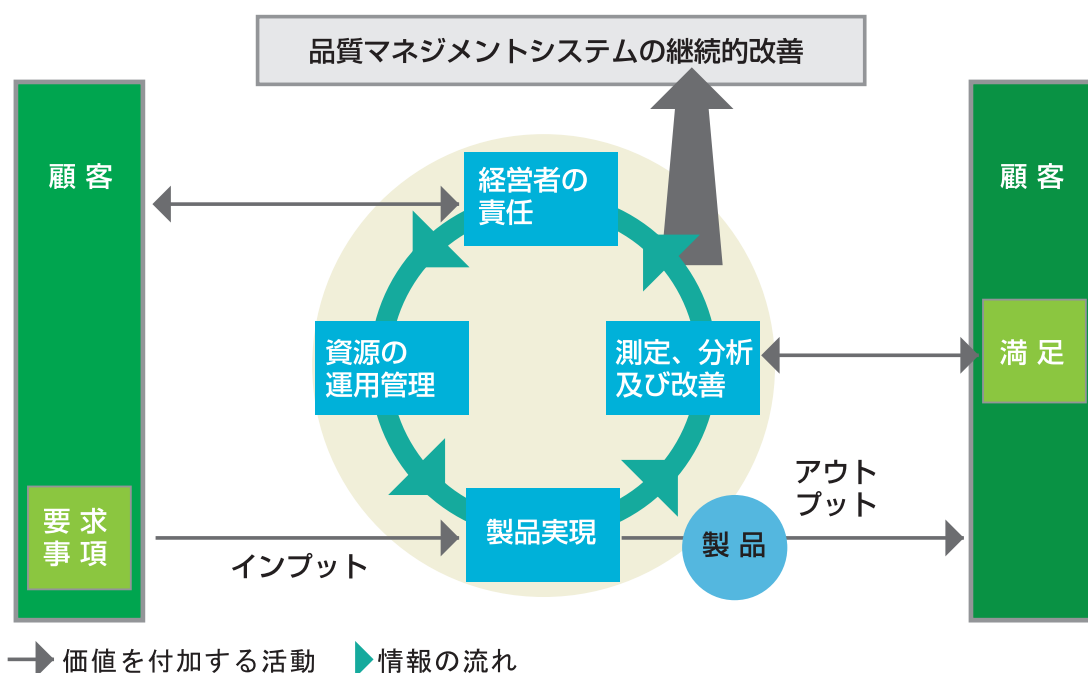 品質マネジメントシステムの継続的改善
顧客
顧客
経営者の
責任
資源の
運用管理
測定、分析
及び改善
満足
アウト
プット
要求
事項
製品実現
製品
インプット
価値を付加する活動
情報の流れ